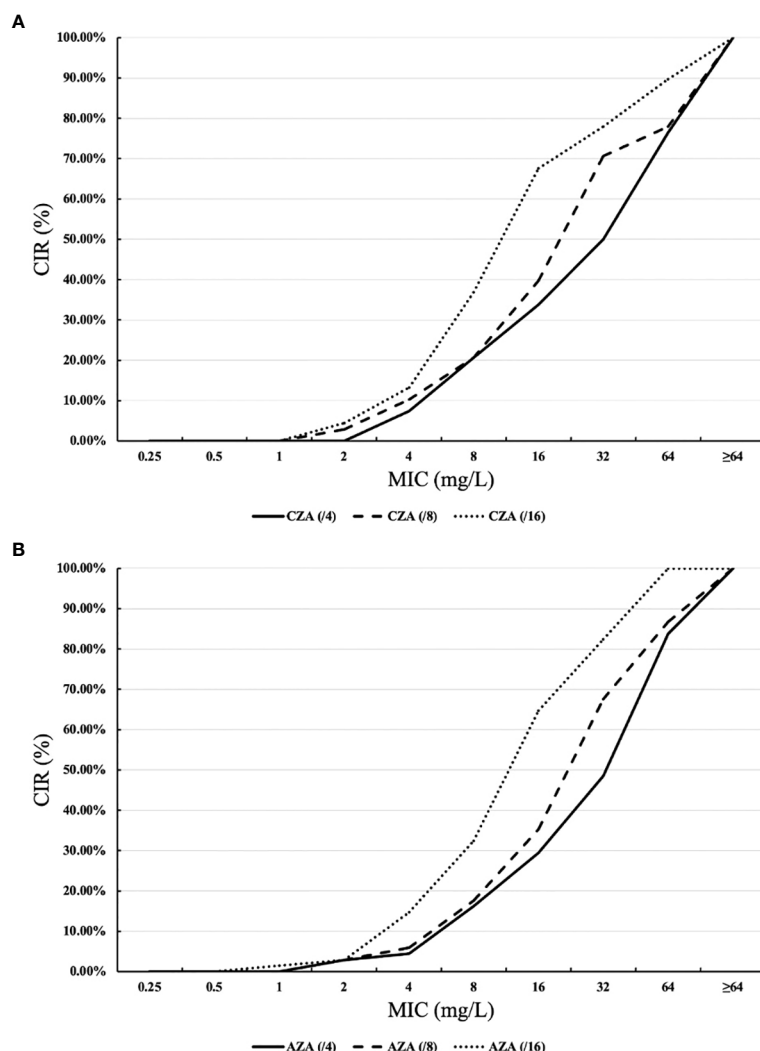 A
100.00%
90.00%
80.00%
70.00%
60.00%
50.00%
40.00%
30.00%
20.00%
10.00%
0.00%
CIR (%)
0.25 0.5 1 2 4 8 16 32 64 ≥64
MIC (mg/L)
CZA (/4) CZA (/8) CZA (/16)
B
100.00%
90.00%
80.00%
70.00%
60.00%
50.00%
40.00%
30.00%
20.00%
10.00%
0.00%
CIR (%)
0.25 0.5 1 2 4 8 16 32 64 ≥64
MIC (mg/L)
AZA (/4) AZA (/8) AZA (/16)